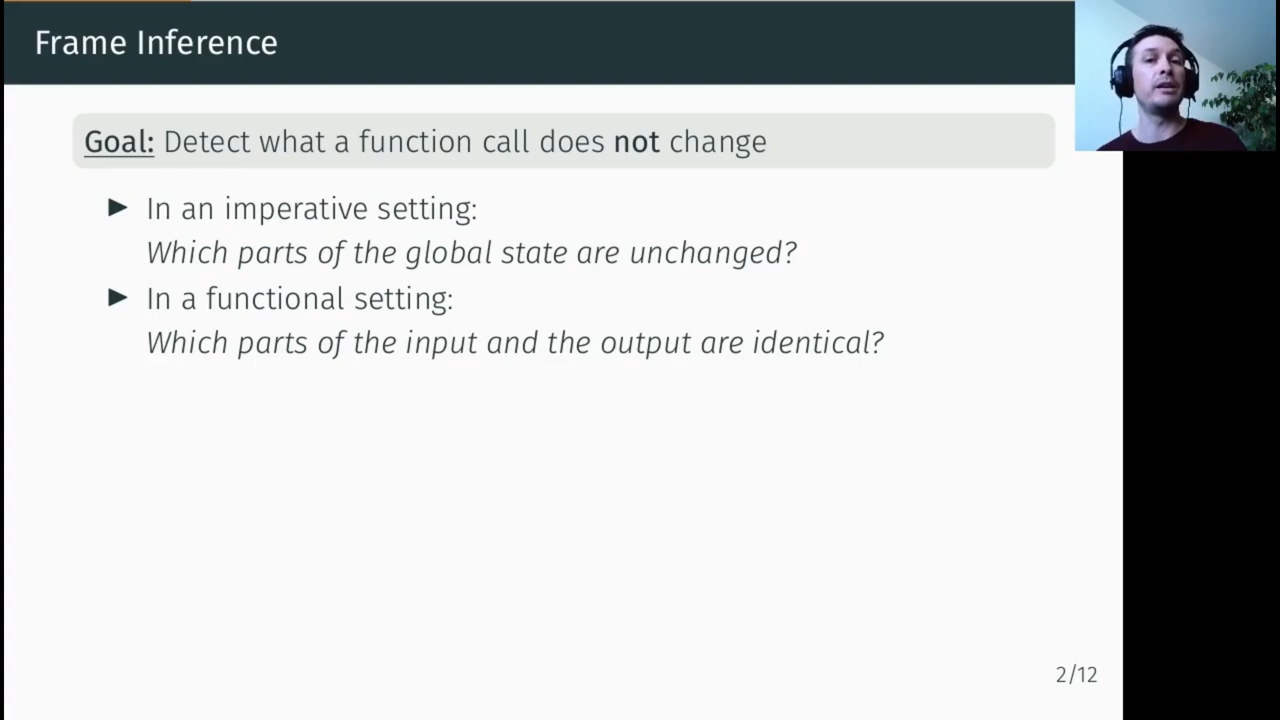 Frame Inference
Goal: Detect what a function call does not change
▶ In an imperative setting:
Which parts of the global state are unchanged?
▶ In a functional setting:
Which parts of the input and the output are identical?
2/12